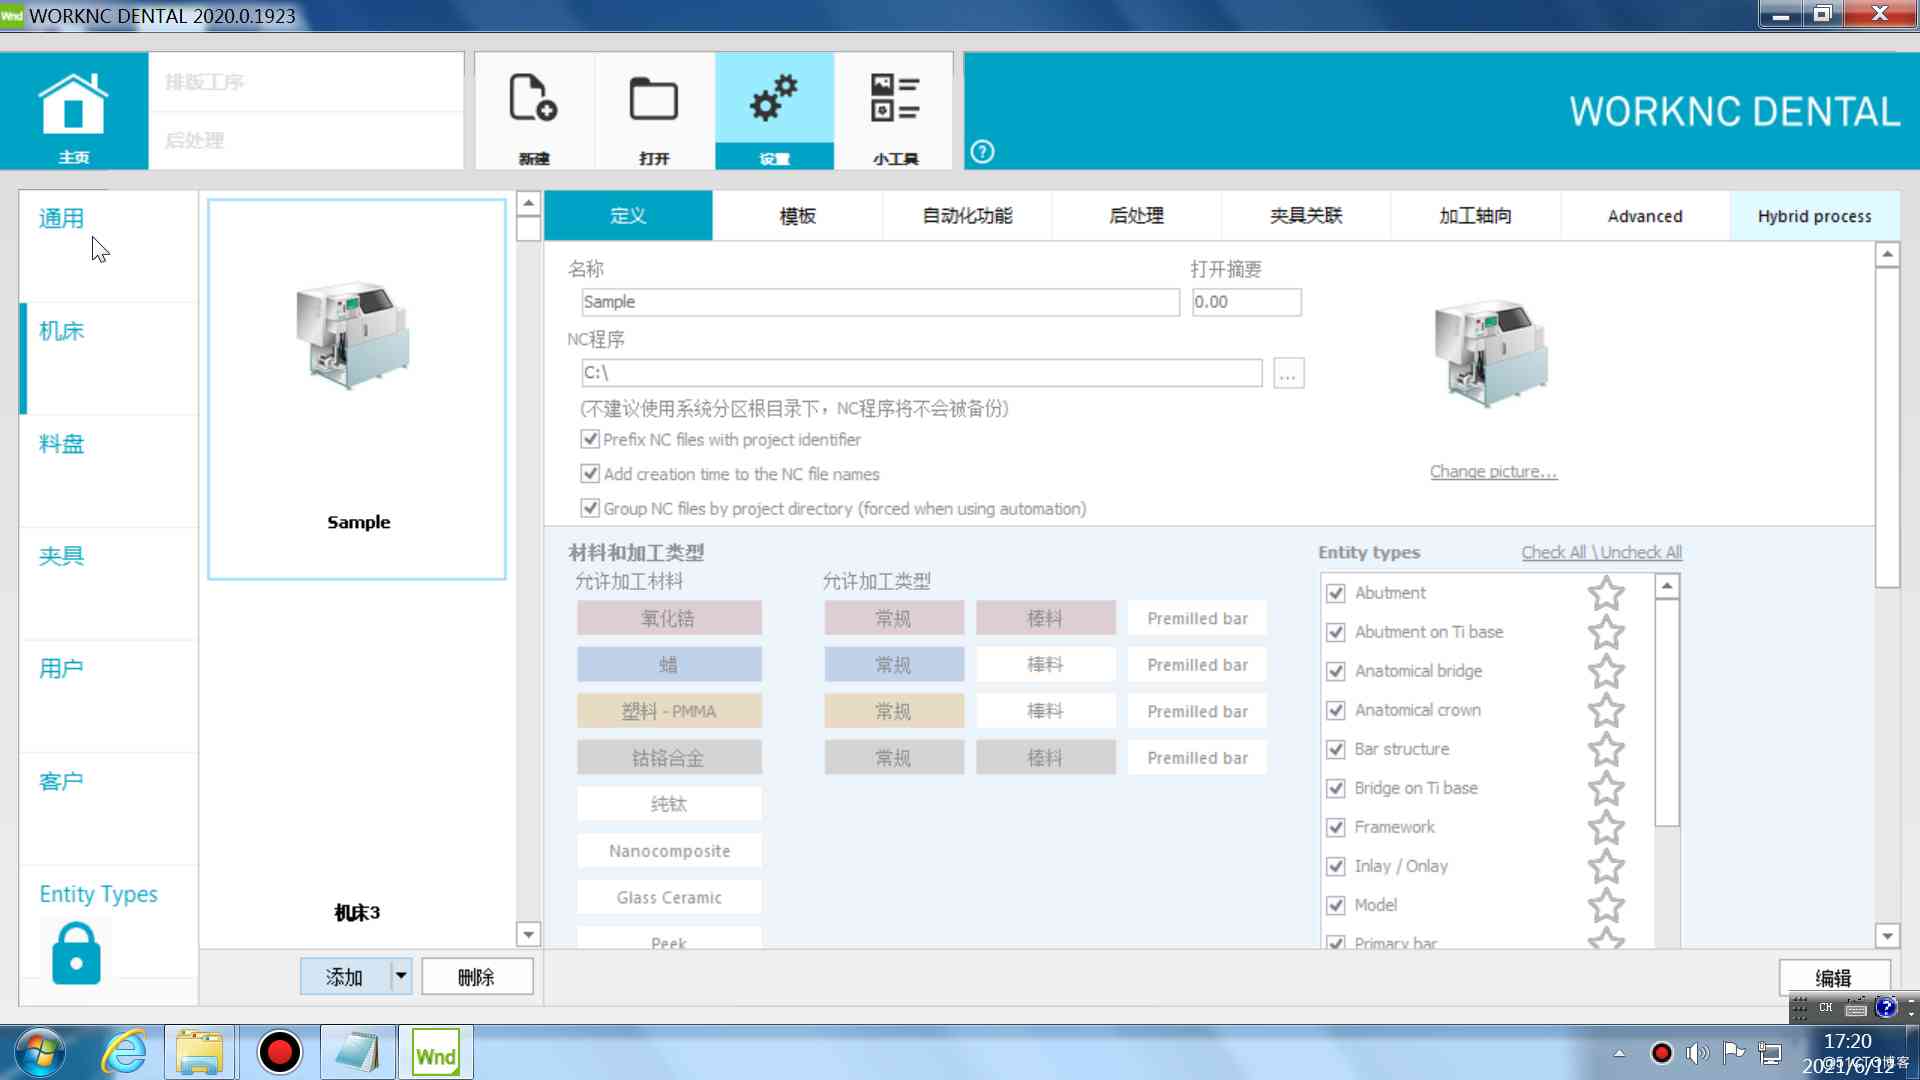 WORKNC DENTAL 2020.0.1923
主页
排版工序
后处理
新建
打开
设置
小工具
WORKNC DENTAL
通用
机床
料盘
夹具
用户
客户
Entity Types
Sample
机床3
添加
删除
定义
模板
自动化功能
后处理
夹具关联
加工轴向
Advanced
Hybrid process
名称
打开摘要
Sample
0.00
NC程序
C:\
...
(不建议使用系统分区根目录下，NC程序将不会被备份)
Prefix NC files with project identifier
Add creation time to the NC file names
Group NC files by project directory (forced when using automation)
Change picture...
材料和加工类型
允许加工材料
允许加工类型
氧化锆
常规
棒料
Premilled bar
蜡
常规
棒料
Premilled bar
塑料 - PMMA
常规
棒料
Premilled bar
钴铬合金
常规
棒料
Premilled bar
纯钛
Nanocomposite
Glass Ceramic
Peek
Entity types
Check All \ Uncheck All
Abutment
Abutment on Ti base
Anatomical bridge
Anatomical crown
Bar structure
Bridge on Ti base
Framework
Inlay / Onlay
Model
Primary bar
编辑
CH
Wnd
17:20
2021/6/12
@51CTO博客